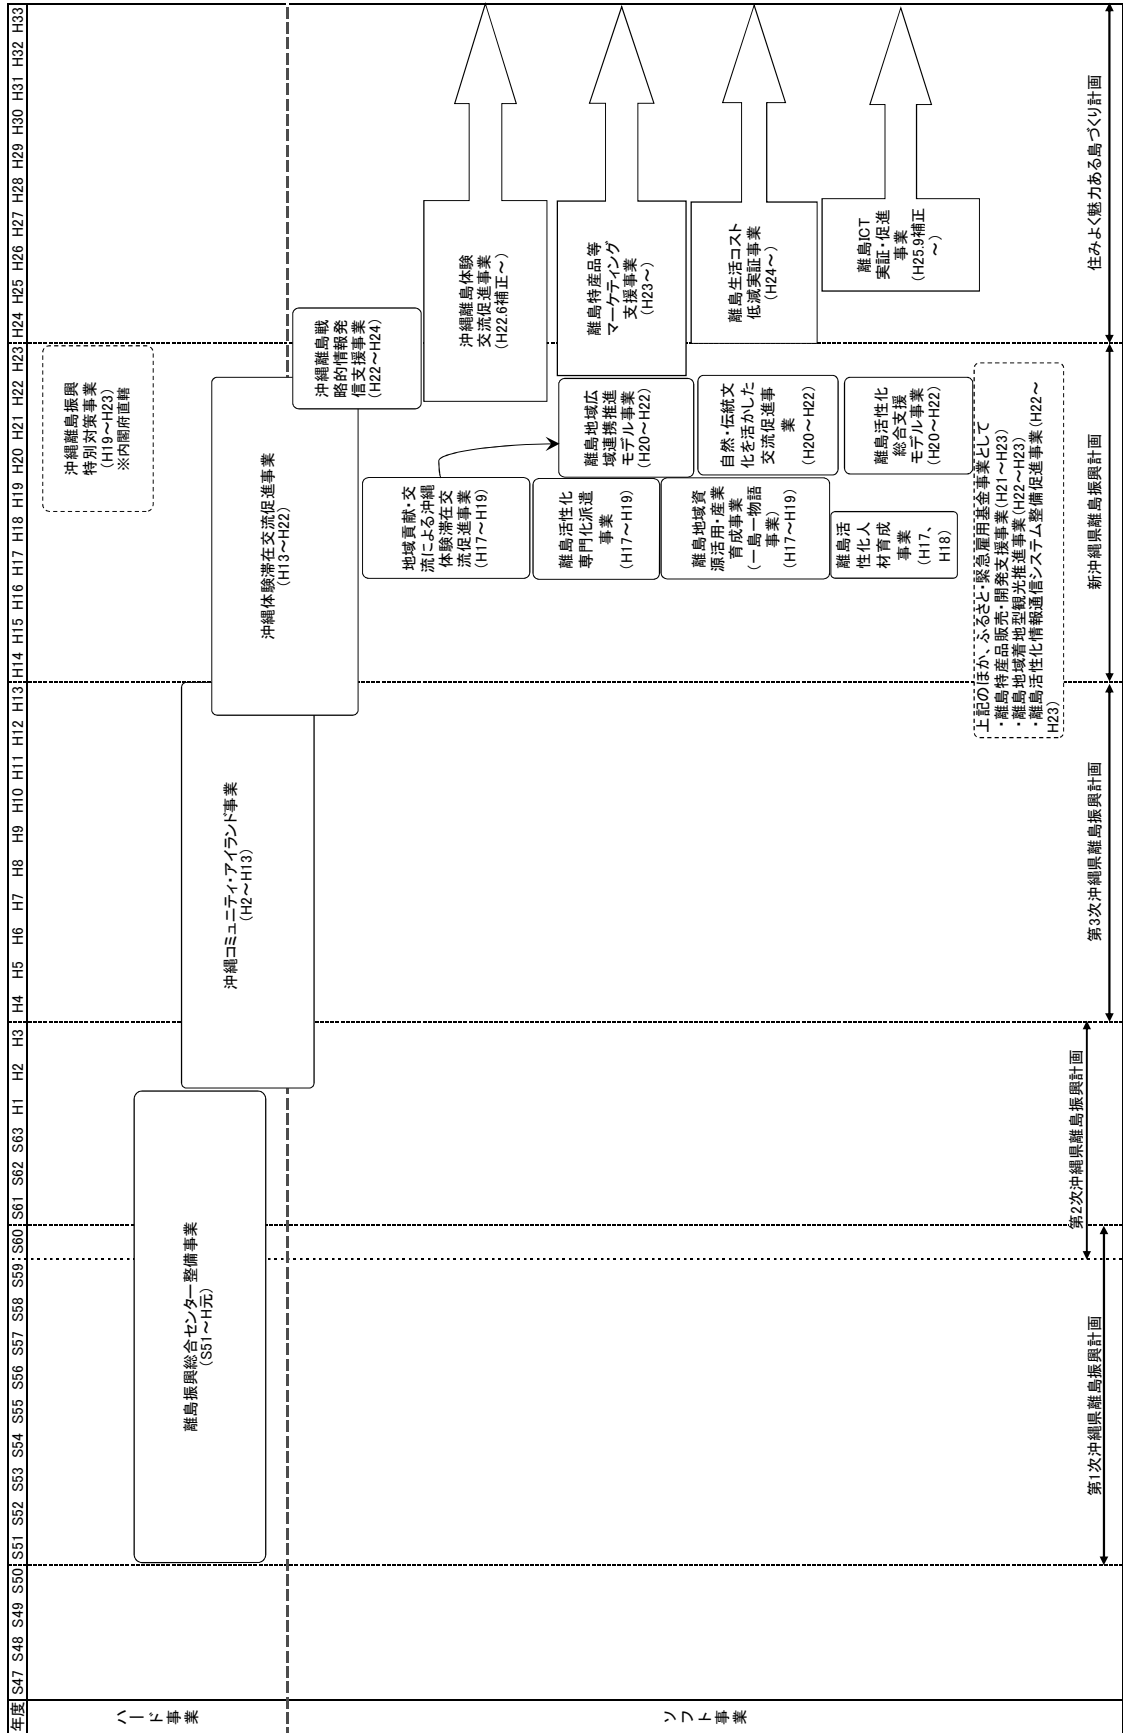 年度 S47 S48 S49 S50 S51 S52 S53 S54 S55 S56 S57 S58 S59 S60 S61 S62 S63 H1 H2 H3 H4 H5 H6 H7 H8 H9 H10 H11 H12 H13 H14 H15 H16 H17 H18 H19 H20 H21 H22 H23 H24 H25 H26 H27 H28 H29 H30 H31 H32 H33
ハード事業
沖縄離島振興
特別対策事業
(H19～H23)
※内閣府直轄
離島振興総合センター整備事業
(S51～H元)
沖縄コミュニティ・アイランド事業
(H2～H13)
沖縄体験滞在交流促進事業
(H13～H22)
ソフト事業
沖縄離島戦
略的情報発
信支援事業
(H22～H24)
地域貢献・交
流による沖縄
体験滞在交
流促進事業
(H17～H19)
沖縄離島体験
交流促進事業
(H22.6補正～)
離島活性化
専門化派遣
事業
(H17～H19)
離島地域広
域連携推進
モデル事業
(H20～H22)
離島特産品等
マーケティング
支援事業
(H23～)
離島地域資
源活用・産業
育成事業
(一島一物語
事業)
(H17～H19)
自然・伝統文
化を活かした
交流促進事
業
(H20～H22)
離島生活コスト
低減実証事業
(H24～)
離島活
性化人
材育成
事業
(H17、
H18)
離島活性化
総合支援
モデル事業
(H20～H22)
離島ICT
実証・促進
事業
(H25.9補正
～)
上記のほか、ふるさと・緊急雇用基金事業として
・離島特産品販売・開発支援事業(H21～H23)
・離島地域着地型観光推進事業(H22～H23)
・離島活性化情報通信システム整備促進事業(H22～
H23)
第1次沖縄県離島振興計画
第2次沖縄県離島振興計画
第3次沖縄県離島振興計画
新沖縄県離島振興計画
住みよく魅力ある島づくり計画